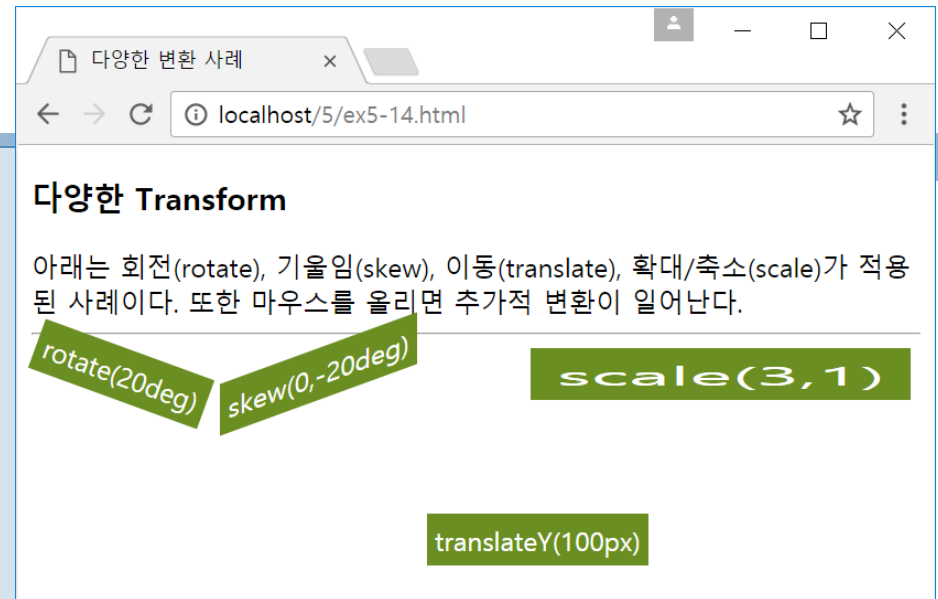 다양한 변환 사례
localhost/5/ex5-14.html
다양한 Transform
아래는 회전(rotate), 기울임(skew), 이동(translate), 확대/축소(scale)가 적용
된 사례이다. 또한 마우스를 올리면 추가적 변환이 일어난다.
rotate(20deg)
skew(0,-20deg)
scale(3,1)
translateY(100px)